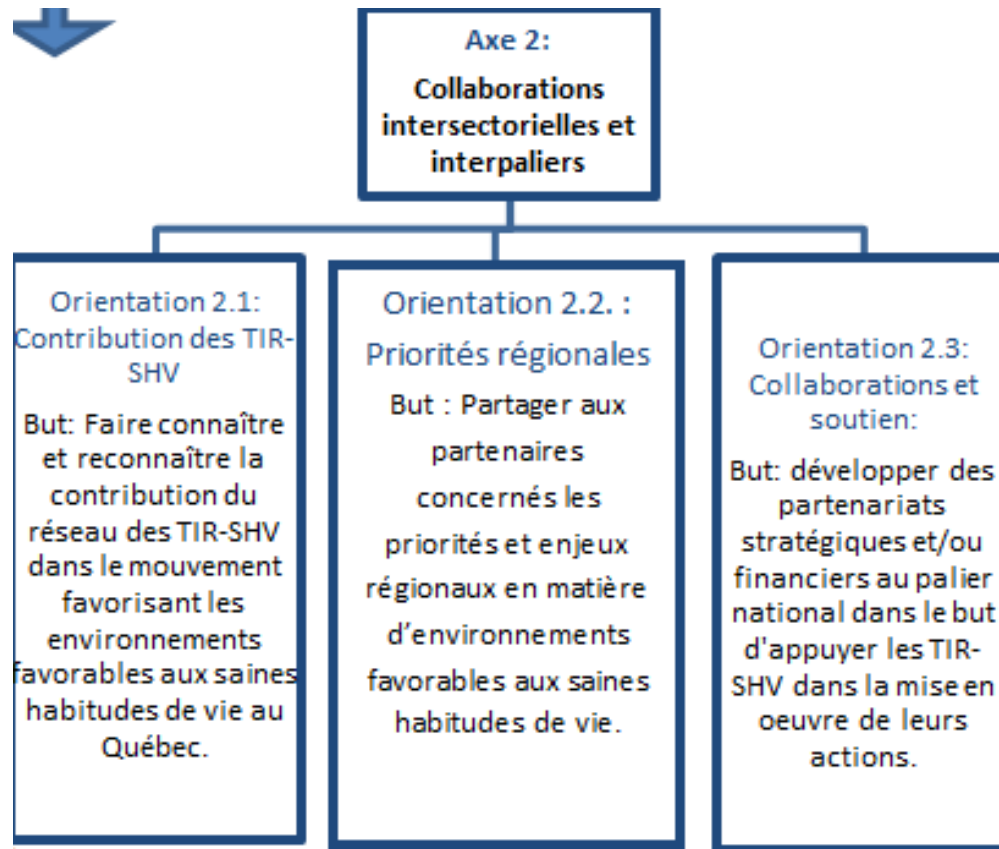 Axe 2:
Collaborations
intersectorielles et
interpaliers
Orientation 2.1:
Contribution des TIR-
SHV
But: Faire connaître
et reconnaître la
contribution du
réseau des TIR-SHV
dans le mouvement
favorisant les
environnements
favorables aux saines
habitudes de vie au
Québec.
Orientation 2.2. :
Priorités régionales
But : Partager aux
partenaires
concernés les
priorités et enjeux
régionaux en matière
d'environnements
favorables aux saines
habitudes de vie.
Orientation 2.3:
Collaborations et
soutien:
But: développer des
partenariats
stratégiques et/ou
financiers au palier
national dans le but
d'appuyer les TIR-
SHV dans la mise en
oeuvre de leurs
actions.